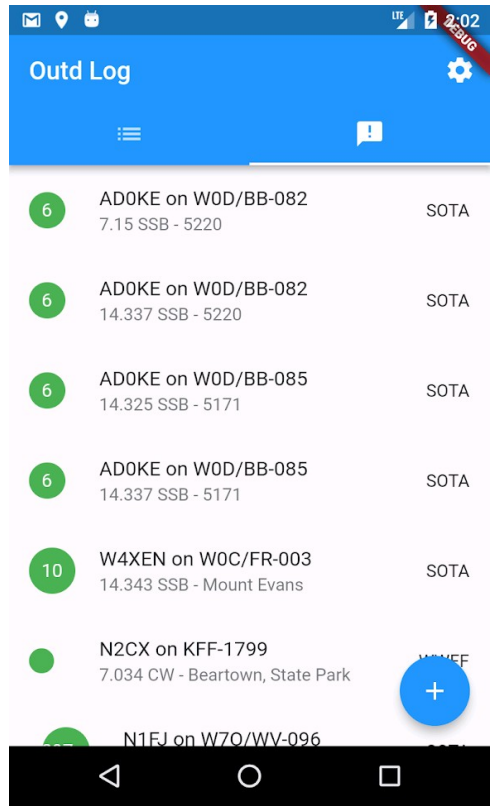 LTE 2:02
DEBUG
Outd Log
6 AD0KE on W0D/BB-082 SOTA
7.15 SSB - 5220
6 AD0KE on W0D/BB-082 SOTA
14.337 SSB - 5220
6 AD0KE on W0D/BB-085 SOTA
14.325 SSB - 5171
6 AD0KE on W0D/BB-085 SOTA
14.337 SSB - 5171
10 W4XEN on W0C/FR-003 SOTA
14.343 SSB - Mount Evans
N2CX on KFF-1799 WWFF
7.034 CW - Beartown, State Park
+
N1FJ on W7O/WV-096 SOTA